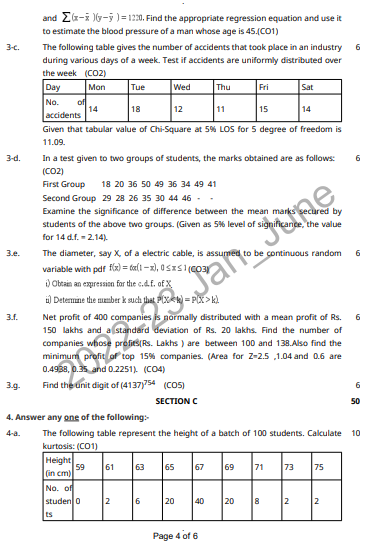 and ∑(x-x̄)(y-ȳ) = 1220. Find the appropriate regression equation and use it
to estimate the blood pressure of a man whose age is 45.(CO1)
3-c. The following table gives the number of accidents that took place in an industry 6
during various days of a week. Test if accidents are uniformly distributed over
the week (CO2)
Day Mon Tue Wed Thu Fri Sat
No. of accidents 14 18 12 11 15 14
Given that tabular value of Chi-Square at 5% LOS for 5 degree of freedom is
11.09.
3-d. In a test given to two groups of students, the marks obtained are as follows: 6
(CO2)
First Group 18 20 36 50 49 36 34 49 41
Second Group 29 28 26 35 30 44 46 - -
Examine the significance of difference between the mean marks secured by
students of the above two groups. (Given as 5% level of significance, the value
for 14 d.f. = 2.14).
3.e. The diameter, say X, of a electric cable, is assumed to be continuous random 6
variable with pdf f(x) = 6x(1-x), 0≤x≤1 (CO3)
i) Obtain an expression for the c.d.f. of X
ii) Determine the number k such that P(X<k) = P(X>k).
3.f. Net profit of 400 companies is normally distributed with a mean profit of Rs. 6
150 lakhs and a standard deviation of Rs. 20 lakhs. Find the number of
companies whose profits(Rs. Lakhs ) are between 100 and 138.Also find the
minimum profit of top 15% companies. (Area for Z=2.5 ,1.04 and 0.6 are
0.4938, 0.35 and 0.2251). (CO4)
3.g. Find the unit digit of (4137)⁷⁵⁴ (CO5) 6
SECTION C 50
4. Answer any one of the following:-
4-a. The following table represent the height of a batch of 100 students. Calculate 10
kurtosis: (CO1)
Height (in cm) 59 61 63 65 67 69 71 73 75
No. of studen ts 0 2 6 20 40 20 8 2 2
2022-23_Jan_June
Page 4 of 6